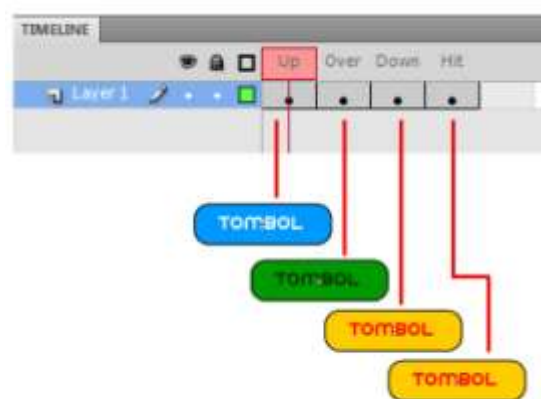 TIMELINE
Up Over Down Hit
Layer 1
TOMBOL
TOMBOL
TOMBOL
TOMBOL